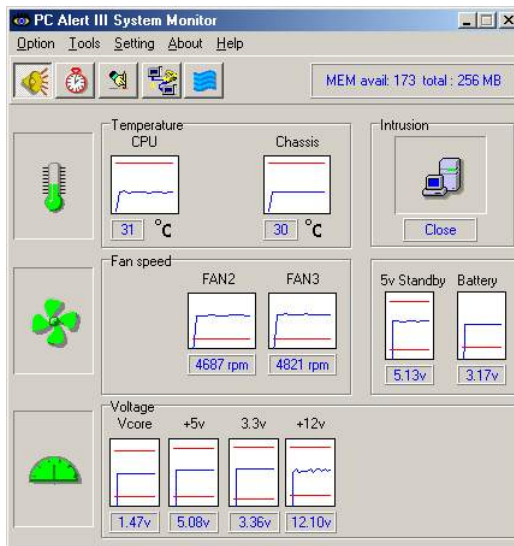 PC Alert III System Monitor
Option Tools Setting About Help
MEM avail: 173 total : 256 MB
Temperature
CPU
Chassis
31 °C
30 °C
Intrusion
Close
Fan speed
FAN2
FAN3
4687 rpm
4821 rpm
5v Standby
Battery
5.13v
3.17v
Voltage
Vcore
+5v
3.3v
+12v
1.47v
5.08v
3.36v
12.10v